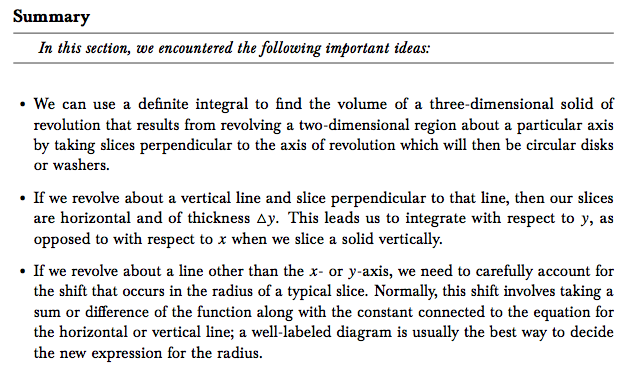 Summary
In this section, we encountered the following important ideas:
• We can use a definite integral to find the volume of a three-dimensional solid of
revolution that results from revolving a two-dimensional region about a particular axis
by taking slices perpendicular to the axis of revolution which will then be circular disks
or washers.
• If we revolve about a vertical line and slice perpendicular to that line, then our slices
are horizontal and of thickness △y. This leads us to integrate with respect to y, as
opposed to with respect to x when we slice a solid vertically.
• If we revolve about a line other than the x- or y-axis, we need to carefully account for
the shift that occurs in the radius of a typical slice. Normally, this shift involves taking a
sum or difference of the function along with the constant connected to the equation for
the horizontal or vertical line; a well-labeled diagram is usually the best way to decide
the new expression for the radius.